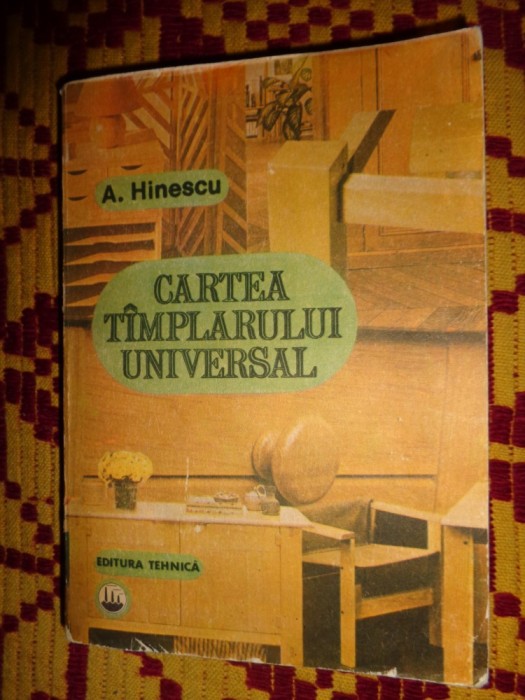 A. Hinescu
CARTEA
TÎMPLARULUI
UNIVERSAL
EDITURA TEHNICĂ